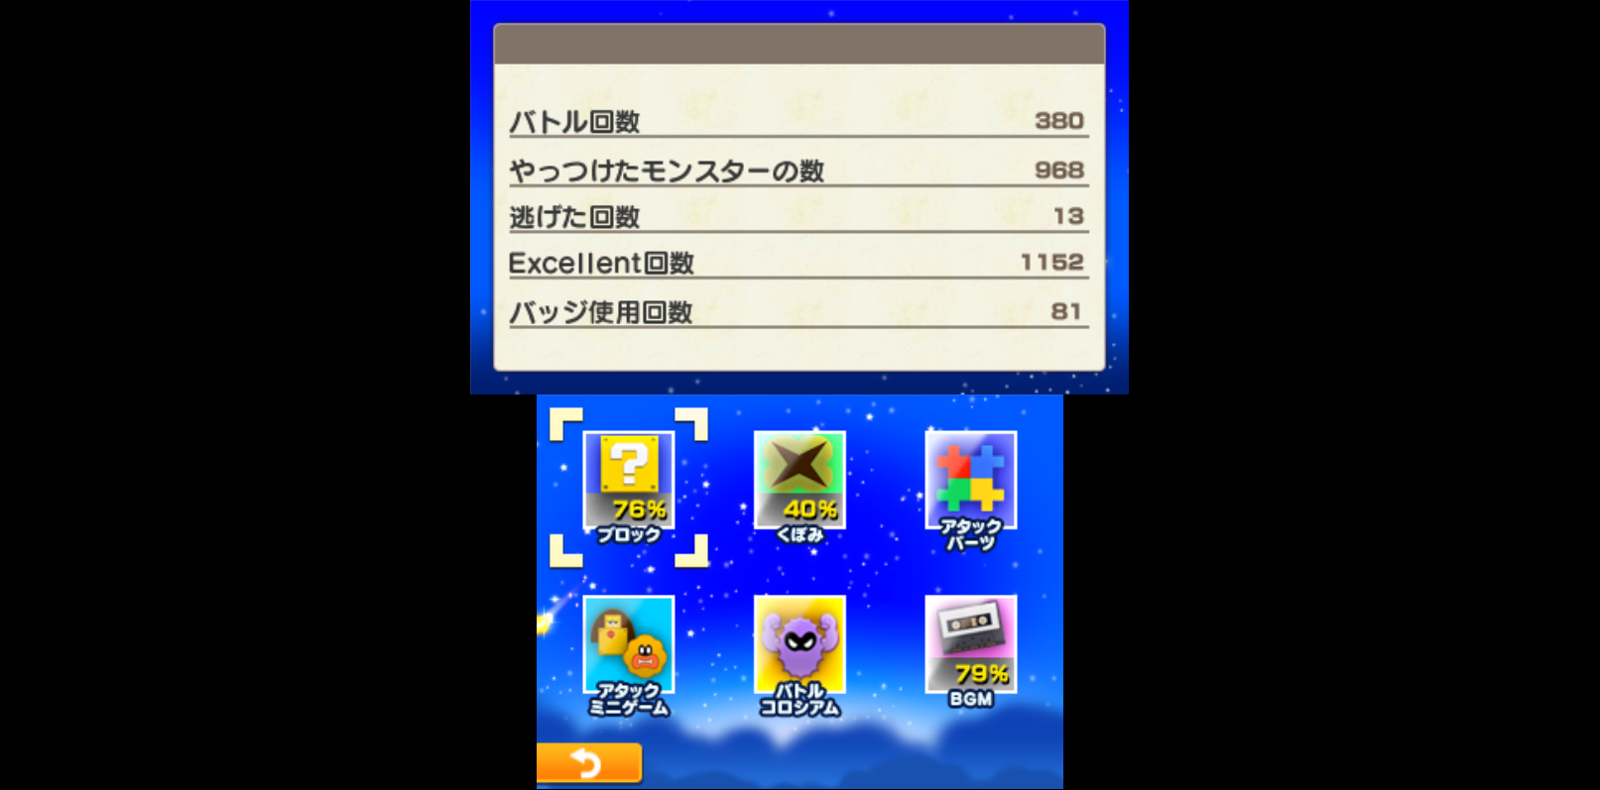 バトル回数 380
やっつけたモンスターの数 968
逃げた回数 13
Excellent回数 1152
バッジ使用回数 81
?
76%
ブロック
40%
くぼみ
アタック
パーツ
アタック
ミニゲーム
バトル
コロシアム
79%
BGM